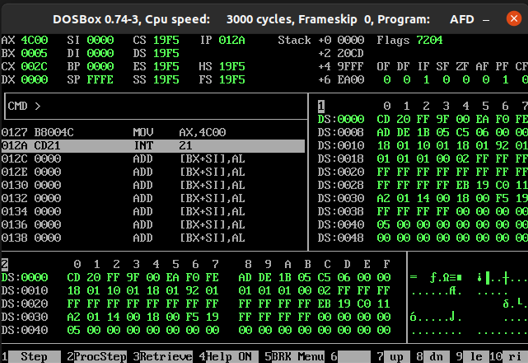 DOSBox 0.74-3, Cpu speed: 3000 cycles, Frameskip 0, Program: AFD
AX 4C00 SI 0000 CS 19F5 IP 012A Stack +0 0000 Flags 7204
BX 0005 DI 0000 DS 19F5 +2 20CD
CX 002C BP 0000 ES 19F5 HS 19F5 +4 9FFF OF DF IF SF ZF AF PF CF
DX 0000 SP FFFE SS 19F5 FS 19F5 +6 EA00 0 0 1 0 0 0 1 0
CMD >
0127 B8004C MOV AX,4C00
012A CD21 INT 21
012C 0000 ADD [BX+SI],AL
012E 0000 ADD [BX+SI],AL
0130 0000 ADD [BX+SI],AL
0132 0000 ADD [BX+SI],AL
0134 0000 ADD [BX+SI],AL
0136 0000 ADD [BX+SI],AL
0138 0000 ADD [BX+SI],AL
1 0 1 2 3 4 5 6 7
DS:0000 CD 20 FF 9F 00 EA F0 FE
DS:0008 AD DE 1B 05 C5 06 00 00
DS:0010 18 01 10 01 18 01 92 01
DS:0018 01 01 01 00 02 FF FF FF
DS:0020 FF FF FF FF FF FF FF FF
DS:0028 FF FF FF FF EB 19 C0 11
DS:0030 A2 01 14 00 18 00 F5 19
DS:0038 FF FF FF FF 00 00 00 00
DS:0040 05 00 00 00 00 00 00 00
DS:0048 00 00 00 00 00 00 00 00
2 0 1 2 3 4 5 6 7 8 9 A B C D E F
DS:0000 CD 20 FF 9F 00 EA F0 FE AD DE 1B 05 C5 06 00 00
DS:0010 18 01 10 01 18 01 92 01 01 01 01 00 02 FF FF FF
DS:0020 FF FF FF FF FF FF FF FF FF FF FF FF EB 19 C0 11
DS:0030 A2 01 14 00 18 00 F5 19 FF FF FF FF 00 00 00 00
DS:0040 05 00 00 00 00 00 00 00 00 00 00 00 00 00 00 00
1 Step 2ProcStep 3Retrieve 4Help ON 5BRK Menu 6 7 up 8 dn 9 le 10 ri